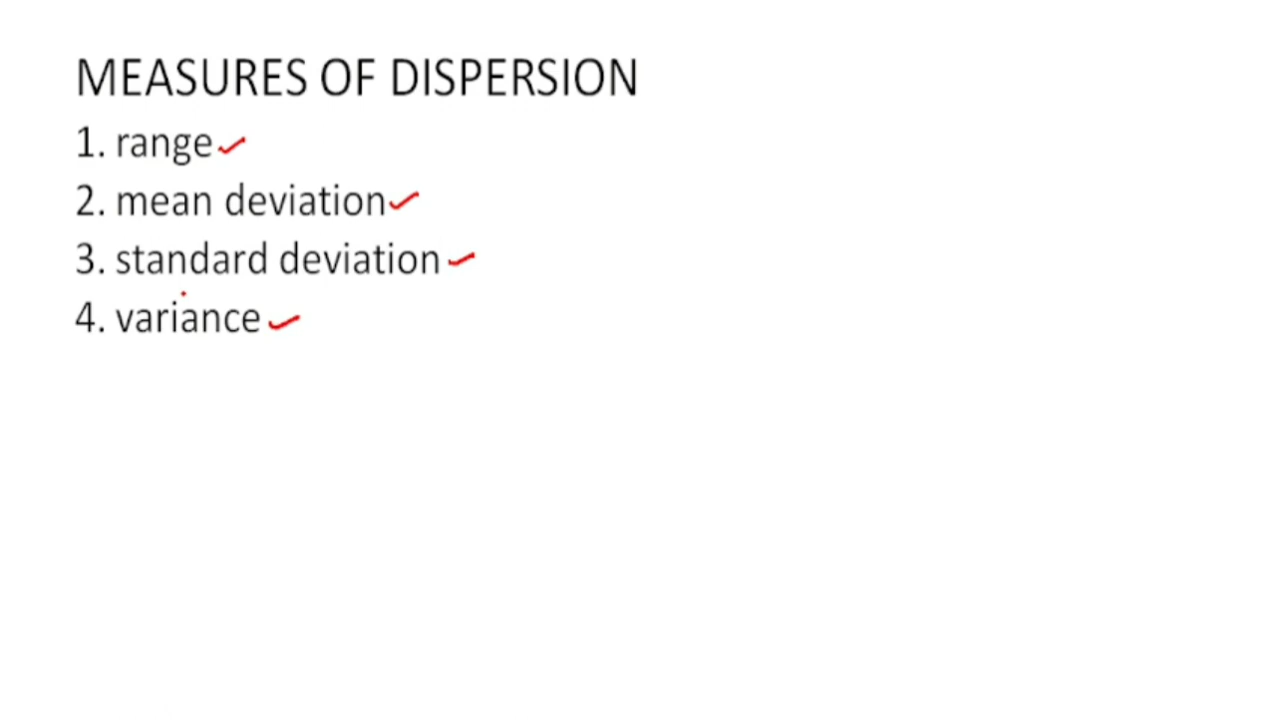 MEASURES OF DISPERSION
1. range
2. mean deviation
3. standard deviation
4. variance